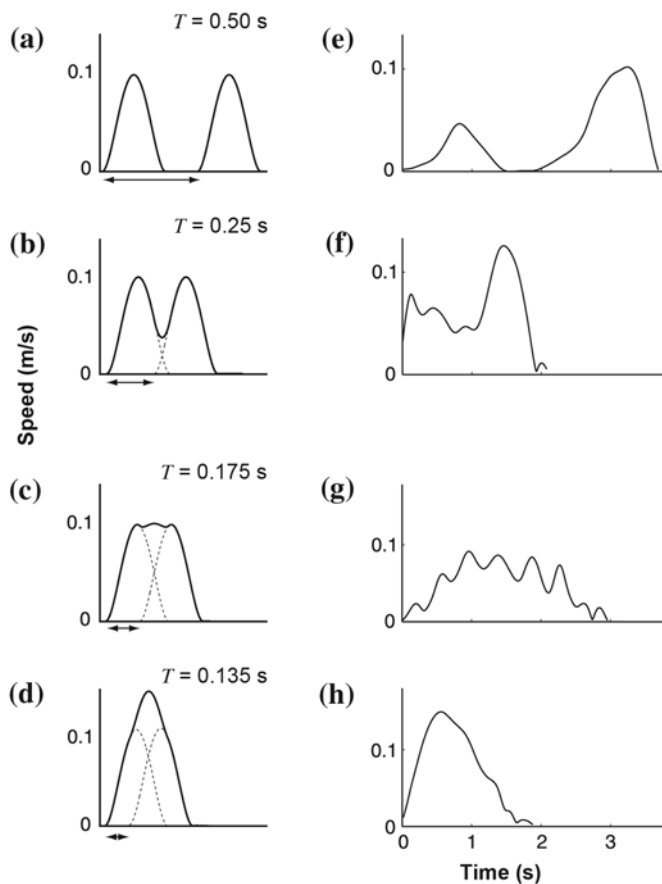 (a)
T = 0.50 s
(e)
0.1
0.1
0
0
(b)
T = 0.25 s
(f)
0.1
0.1
0
0
Speed (m/s)
(c)
T = 0.175 s
(g)
0.1
0.1
0
0
(d)
T = 0.135 s
(h)
0.1
0.1
0
0
0 1 2 3
Time (s)